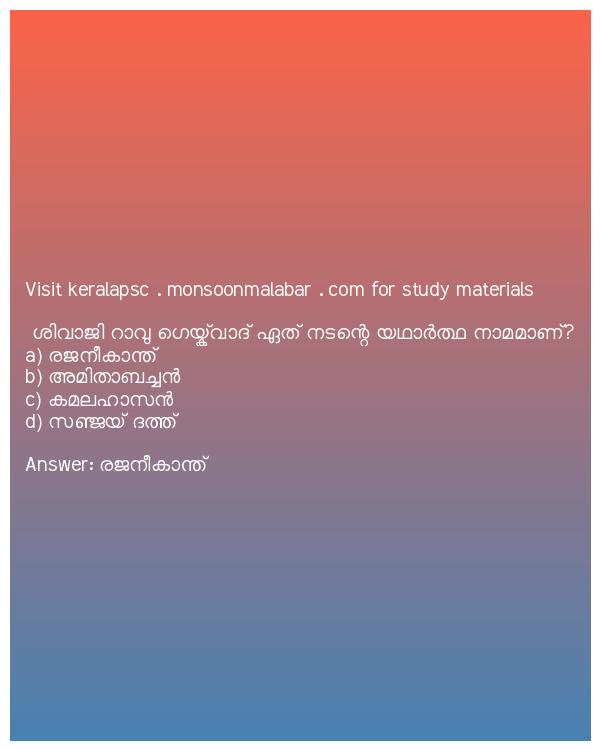 Visit keralapsc . monsoonmalabar . com for study materials
ശിവാജി റാവു ഗെയ്ക്വാദ് ഏത് നടന്റെ യഥാർത്ഥ നാമമാണ്?
a) രജനീകാന്ത്
b) അമിതാബച്ചൻ
c) കമലഹാസൻ
d) സഞ്ജയ് ദത്ത്
Answer: രജനീകാന്ത്